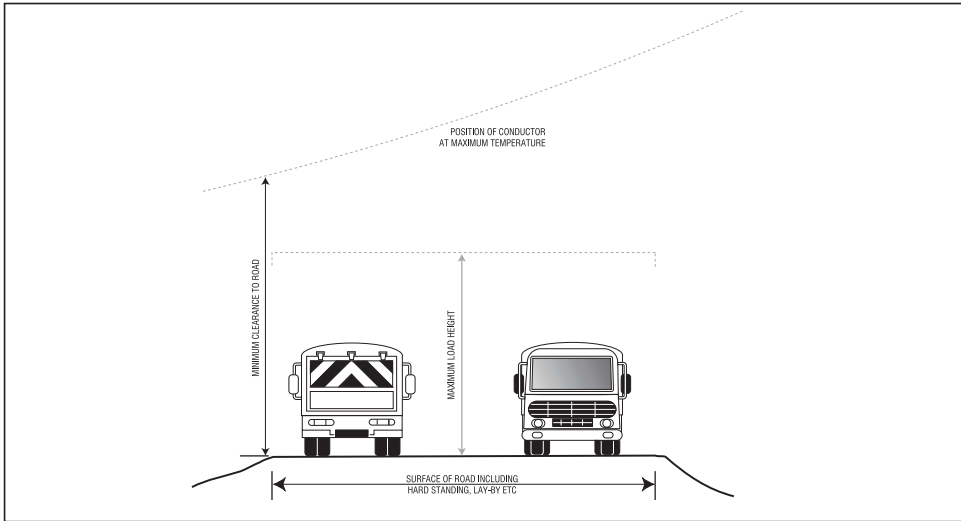 POSITION OF CONDUCTOR
AT MAXIMUM TEMPERATURE
MINIMUM CLEARANCE TO ROAD
MAXIMUM LOAD HEIGHT
SURFACE OF ROAD INCLUDING
HARD STANDING, LAY-BY ETC